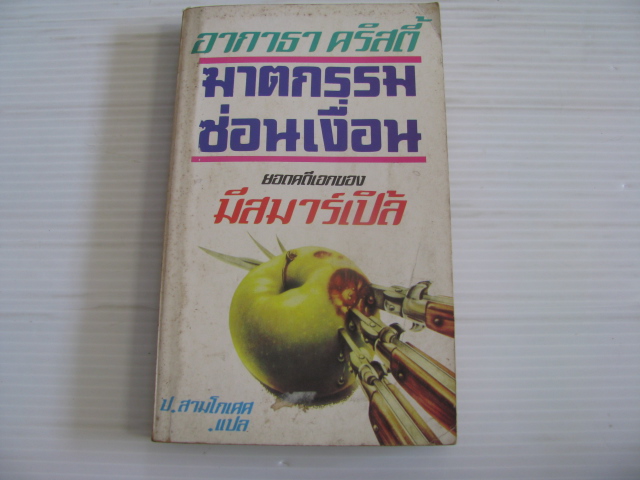 อากาธา คริสตี้
ฆาตกรรม
ซ่อนเงื่อน
ยอดคดีเอกของ
มิสมาร์เปิ้ล
ป. สามโกเศศ
.แปล